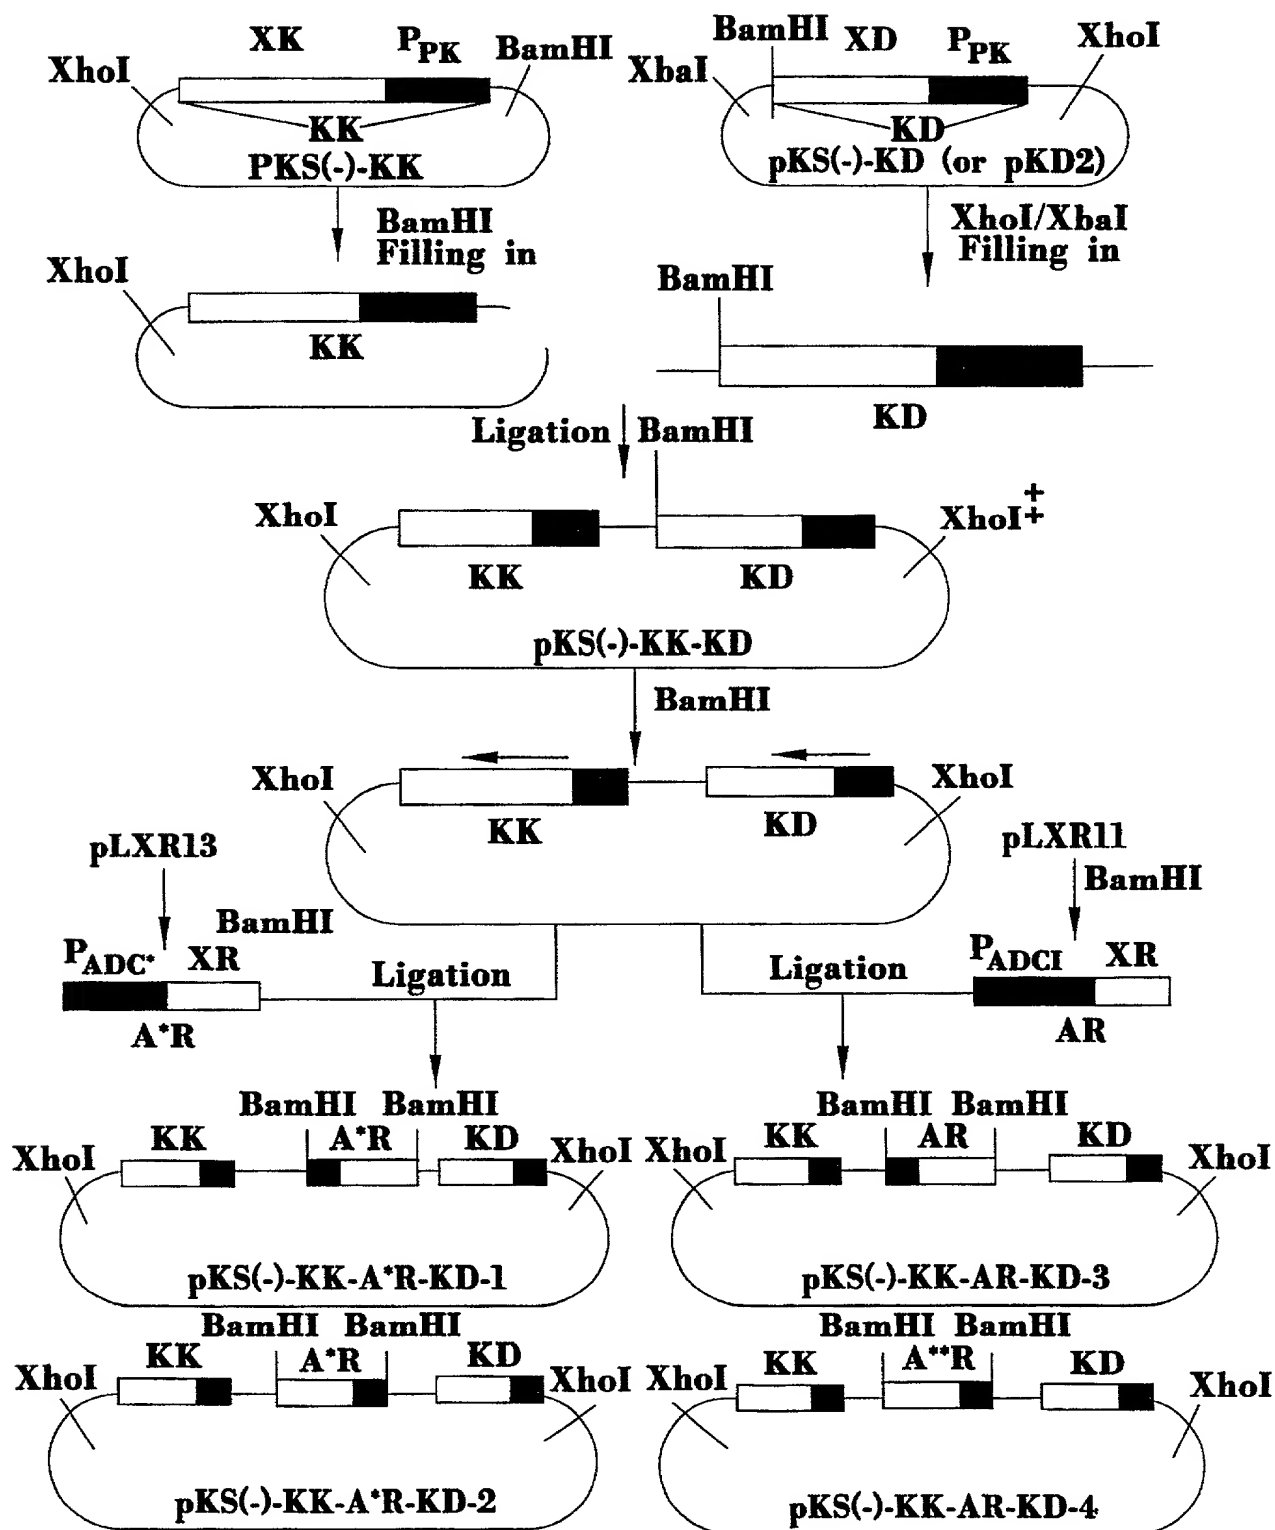 XK
P PK
XhoI
BamHI
KK
PKS(-)-KK
BamHI
XD
P PK
XhoI
XbaI
KD
pKS(-)-KD (or pKD2)
BamHI
Filling in
XhoI/XbaI
Filling in
XhoI
KK
BamHI
KD
Ligation
BamHI
XhoI
XhoI++
KK
KD
pKS(-)-KK-KD
BamHI
XhoI
XhoI
KK
KD
pLXR13
BamHI
pLXR11
BamHI
P ADC*
XR
A*R
Ligation
Ligation
P ADCI
XR
AR
BamHI BamHI
KK
A*R
KD
XhoI
XhoI
pKS(-)-KK-A*R-KD-1
BamHI BamHI
KK
AR
KD
XhoI
XhoI
pKS(-)-KK-AR-KD-3
BamHI BamHI
KK
A*R
KD
XhoI
XhoI
pKS(-)-KK-A*R-KD-2
BamHI BamHI
KK
A**R
KD
XhoI
XhoI
pKS(-)-KK-AR-KD-4